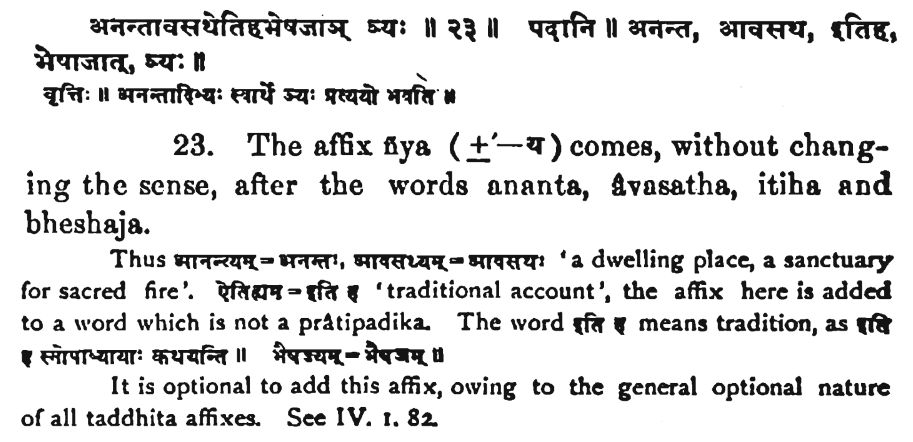 अनन्तावसथेतिहभेषजाञ् ञ्यः ॥ २३ ॥ पदानि ॥ अनन्त, आवसथ, इतिह,
भेषाजात्, ञ्यः ॥
वृत्तिः ॥ अनन्तादिभ्यः स्वार्थे ञ्यः प्रत्ययो भवति ॥
23. The affix ñya (±′—य) comes, without chang-
ing the sense, after the words ananta, âvasatha, itiha and
bheshaja.
Thus आनन्त्यम् = अनन्तः, आवसथ्यम् = आवसथः 'a dwelling place, a sanctuary
for sacred fire'. ऐतिह्यम = इति ह 'traditional account', the affix here is added
to a word which is not a prâtipadika. The word इति ह means tradition, as इति
ह स्मोपाध्यायाः कथयन्ति ॥ भैषज्यम् = भैषजम् ॥
It is optional to add this affix, owing to the general optional nature
of all taddhita affixes. See IV. 1. 82.